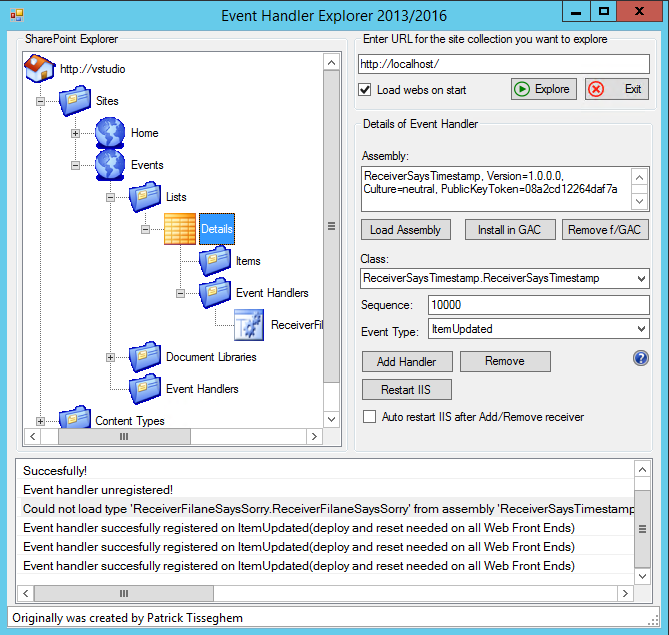 Event Handler Explorer 2013/2016
SharePoint Explorer
http://vstudio
Sites
Home
Events
Lists
Details
Items
Event Handlers
ReceiverFil
Document Libraries
Event Handlers
Content Types
Enter URL for the site collection you want to explore
http://localhost/
Load webs on start
Explore
Exit
Details of Event Handler
Assembly:
ReceiverSaysTimestamp, Version=1.0.0.0,
Culture=neutral, PublicKeyToken=08a2cd12264daf7a
Load Assembly
Install in GAC
Remove f/GAC
Class:
ReceiverSaysTimestamp.ReceiverSaysTimestamp
Sequence:
10000
Event Type:
ItemUpdated
Add Handler
Remove
Restart IIS
Auto restart IIS after Add/Remove receiver
Succesfully!
Event handler unregistered!
Could not load type 'ReceiverFilaneSaysSorry.ReceiverFilaneSaysSorry' from assembly 'ReceiverSaysTimestamp
Event handler succesfully registered on ItemUpdated(deploy and reset needed on all Web Front Ends)
Event handler succesfully registered on ItemUpdated(deploy and reset needed on all Web Front Ends)
Event handler succesfully registered on ItemUpdated(deploy and reset needed on all Web Front Ends)
Originally was created by Patrick Tisseghem